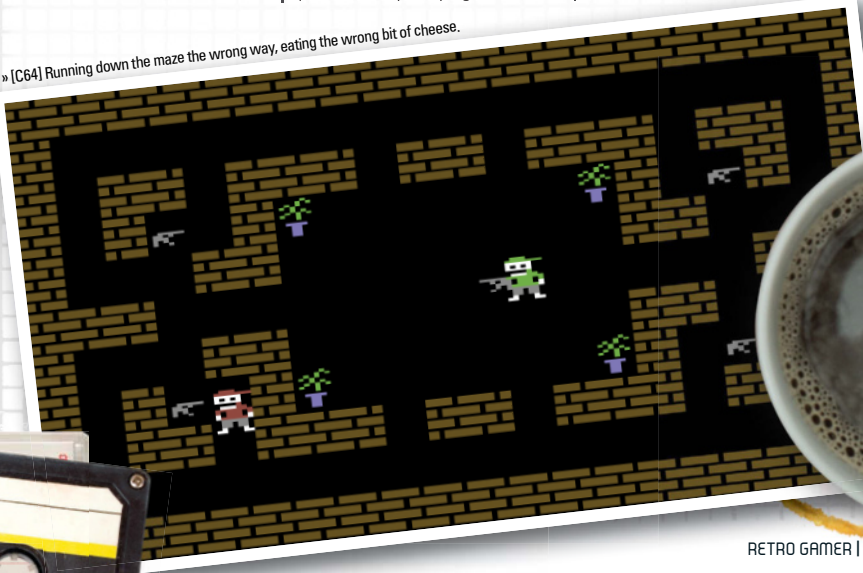 » [C64] Running down the maze the wrong way, eating the wrong bit of cheese.
RETRO GAMER |